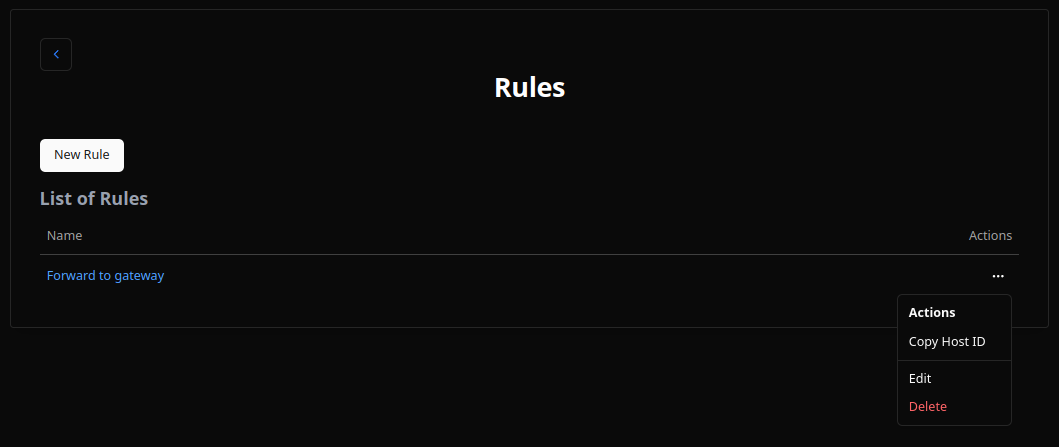 Rules
New Rule
List of Rules
Name Actions
Forward to gateway ...
Actions
Copy Host ID
Edit
Delete